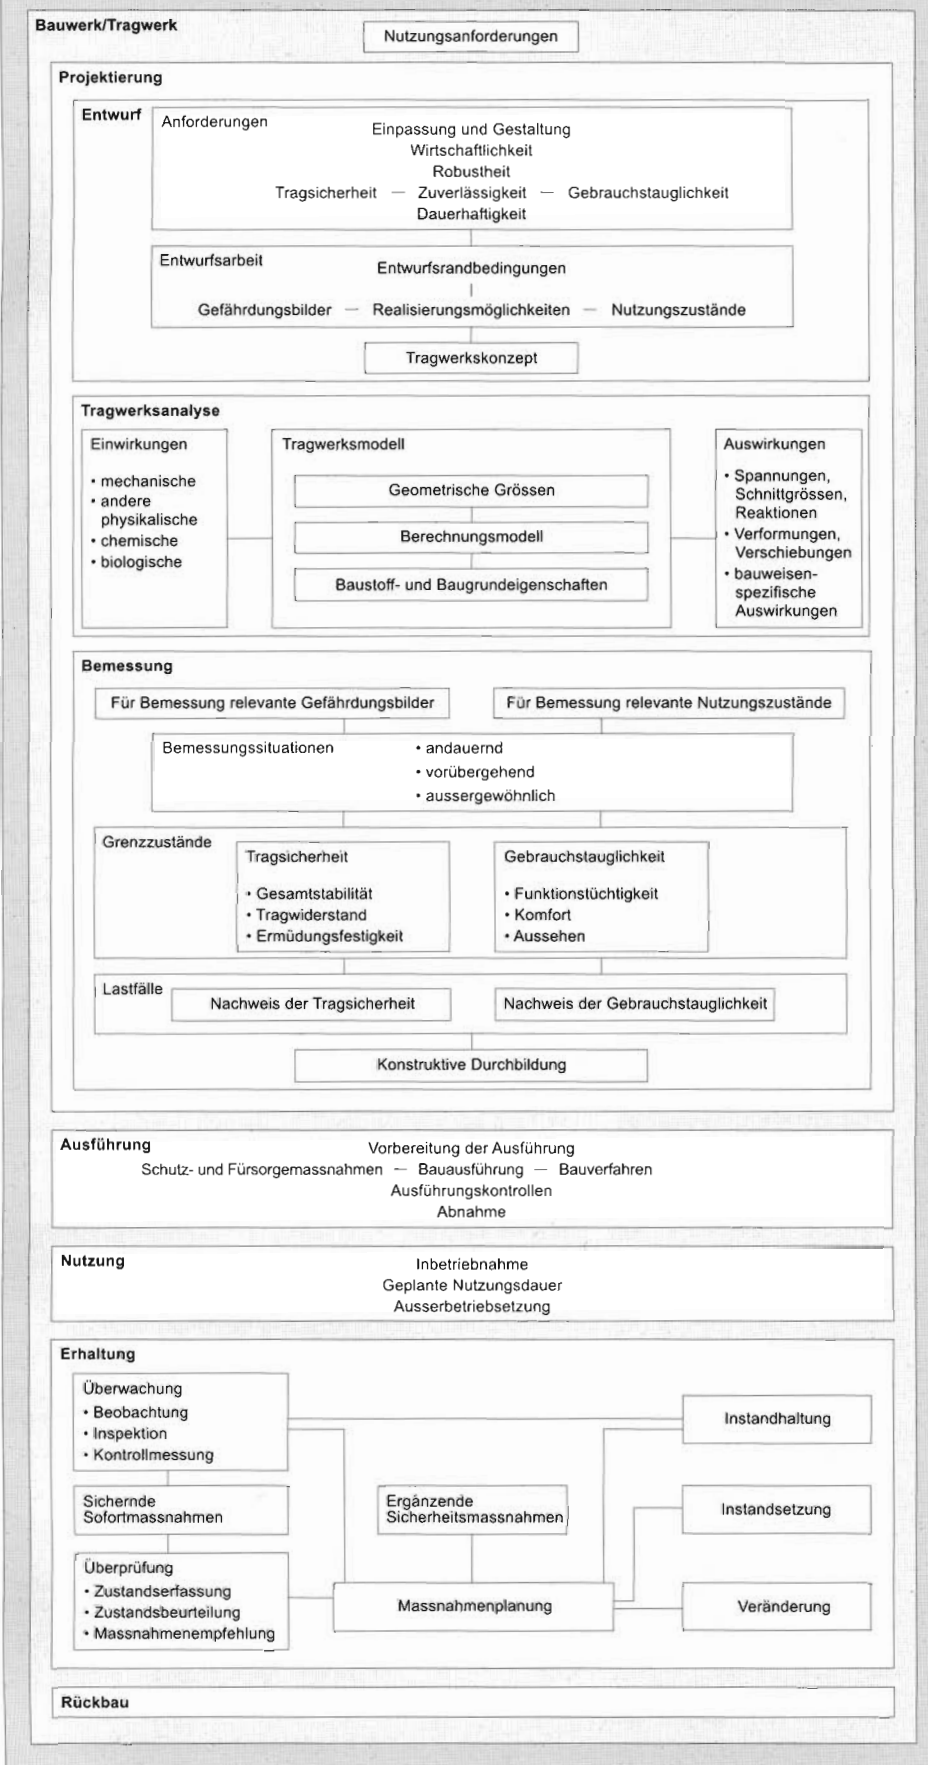 Bauwerk/Tragwerk
Nutzungsanforderungen
Projektierung
Entwurf
Anforderungen
Einpassung und Gestaltung
Wirtschaftlichkeit
Robustheit
Tragsicherheit — Zuverlässigkeit — Gebrauchstauglichkeit
Dauerhaftigkeit
Entwurfsarbeit
Entwurfsrandbedingungen
Gefährdungsbilder — Realisierungsmöglichkeiten — Nutzungszustände
Tragwerkskonzept
Tragwerksanalyse
Einwirkungen
• mechanische
• andere
physikalische
• chemische
• biologische
Tragwerksmodell
Geometrische Grössen
Berechnungsmodell
Baustoff- und Baugrundeigenschaften
Auswirkungen
• Spannungen,
Schnittgrössen,
Reaktionen
• Verformungen,
Verschiebungen
• bauweisen-
spezifische
Auswirkungen
Bemessung
Für Bemessung relevante Gefährdungsbilder
Für Bemessung relevante Nutzungszustände
Bemessungssituationen
• andauernd
• vorübergehend
• aussergewöhnlich
Grenzzustände
Tragsicherheit
• Gesamtstabilität
• Tragwiderstand
• Ermüdungsfestigkeit
Gebrauchstauglichkeit
• Funktionstüchtigkeit
• Komfort
• Aussehen
Lastfälle
Nachweis der Tragsicherheit
Nachweis der Gebrauchstauglichkeit
Konstruktive Durchbildung
Ausführung
Vorbereitung der Ausführung
Schutz- und Fürsorgemassnahmen — Bauausführung — Bauverfahren
Ausführungskontrollen
Abnahme
Nutzung
Inbetriebnahme
Geplante Nutzungsdauer
Ausserbetriebsetzung
Erhaltung
Überwachung
• Beobachtung
• Inspektion
• Kontrollmessung
Instandhaltung
Sichernde
Sofortmassnahmen
Ergänzende
Sicherheitsmassnahmen
Instandsetzung
Überprüfung
• Zustandserfassung
• Zustandsbeurteilung
• Massnahmenempfehlung
Massnahmenplanung
Veränderung
Rückbau